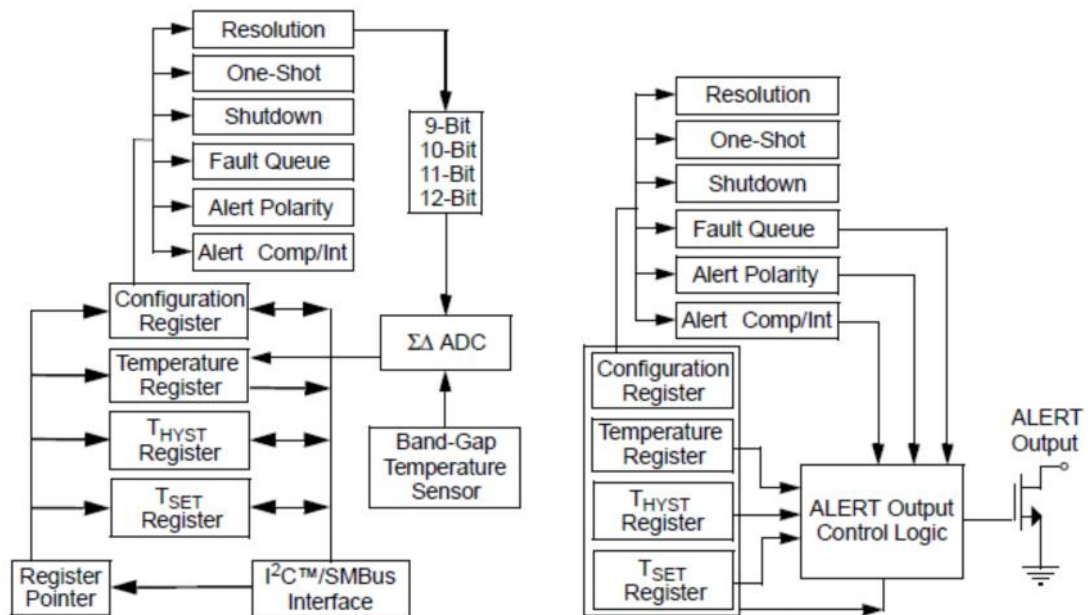 Resolution
One-Shot
Shutdown
Fault Queue
Alert Polarity
Alert Comp/Int
9-Bit
10-Bit
11-Bit
12-Bit
Configuration
Register
Temperature
Register
THYST
Register
TSET
Register
Register
Pointer
I²C™/SMBus
Interface
ΣΔ ADC
Band-Gap
Temperature
Sensor
Resolution
One-Shot
Shutdown
Fault Queue
Alert Polarity
Alert Comp/Int
Configuration
Register
Temperature
Register
THYST
Register
TSET
Register
ALERT Output
Control Logic
ALERT
Output